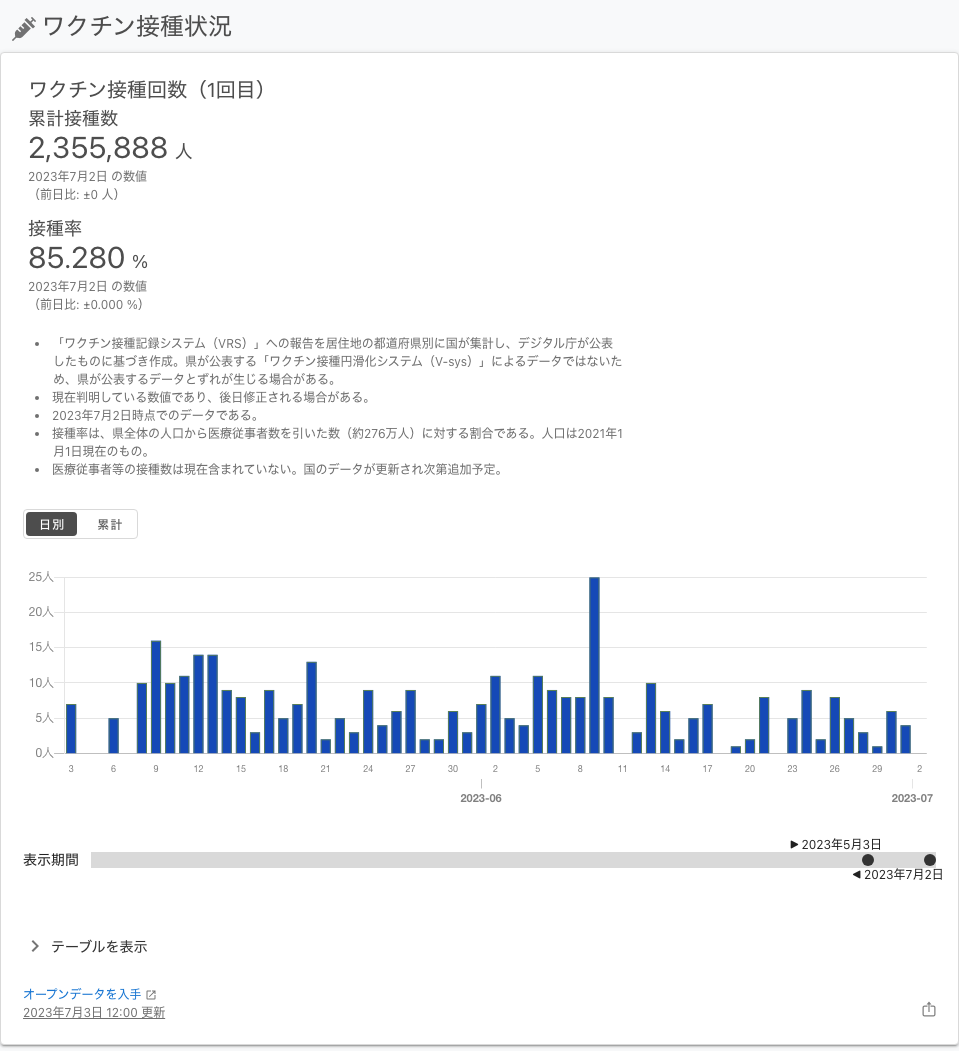 ワクチン接種状況
ワクチン接種回数（1回目）
累計接種数
2,355,888 人
2023年7月2日 の数値
（前日比: ±0 人）
接種率
85.280 %
2023年7月2日 の数値
（前日比: ±0.000 %）
• 「ワクチン接種記録システム（VRS）」への報告を居住地の都道府県別に国が集計し、デジタル庁が公表
したものに基づき作成。県が公表する「ワクチン接種円滑化システム（V-sys）」によるデータではないた
め、県が公表するデータとずれが生じる場合がある。
• 現在判明している数値であり、後日修正される場合がある。
• 2023年7月2日時点でのデータである。
• 接種率は、県全体の人口から医療従事者数を引いた数（約276万人）に対する割合である。人口は2021年1
月1日現在のもの。
• 医療従事者等の接種数は現在含まれていない。国のデータが更新され次第追加予定。
日別 累計
25人
20人
15人
10人
5人
0人
3 6 9 12 15 18 21 24 27 30 2 5 8 11 14 17 20 23 26 29 2
2023-06 2023-07
2023年5月3日
表示期間
2023年7月2日
テーブルを表示
オープンデータを入手
2023年7月3日 12:00 更新